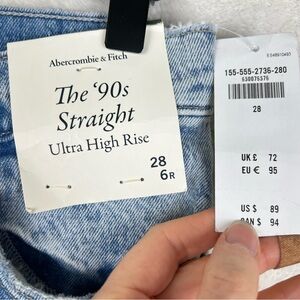 Abercrombie & Fitch
The '90s
Straight
Ultra High Rise
28
6R
155-555-2736-280
630076376
28
UK £ 72
EU € 95
US $ 89
CAN $ 94